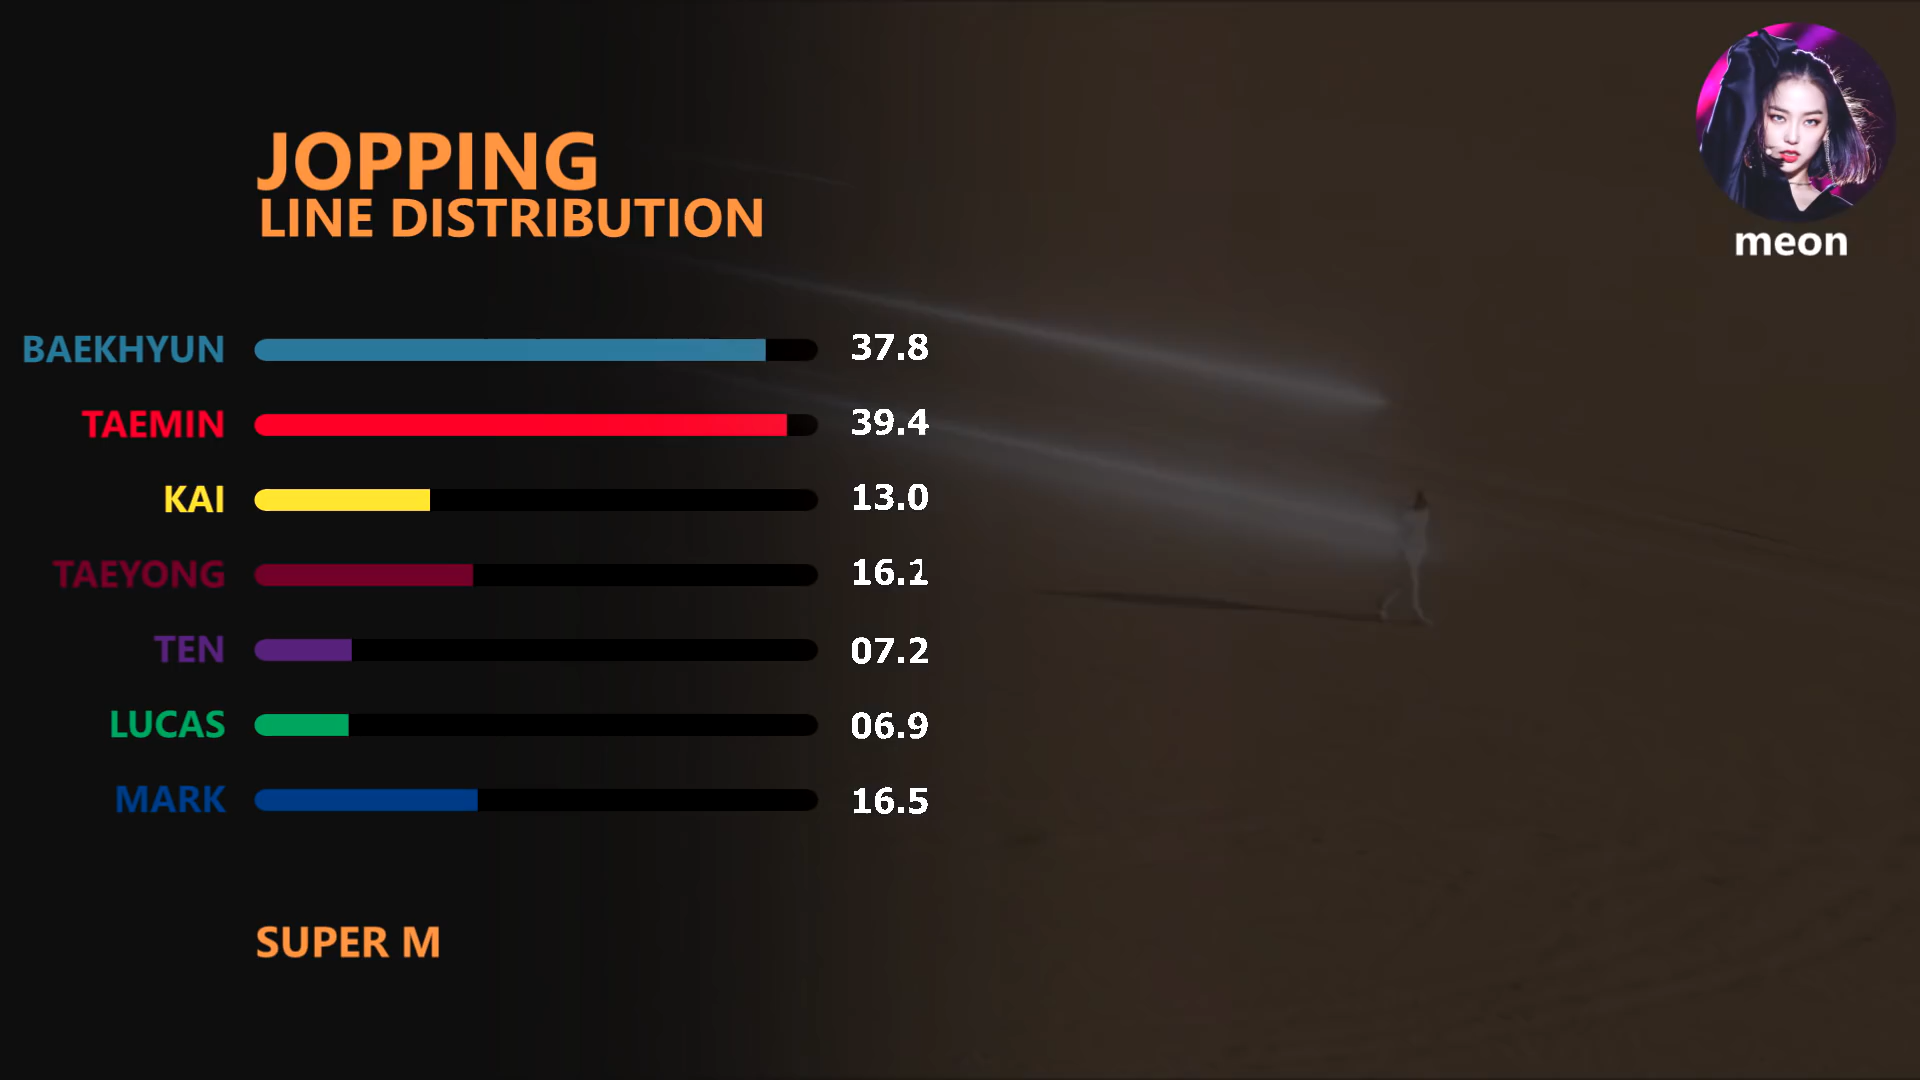 JOPPING
LINE DISTRIBUTION
meon
BAEKHYUN 37.8
TAEMIN 39.4
KAI 13.0
TAEYONG 16.1
TEN 07.2
LUCAS 06.9
MARK 16.5
SUPER M